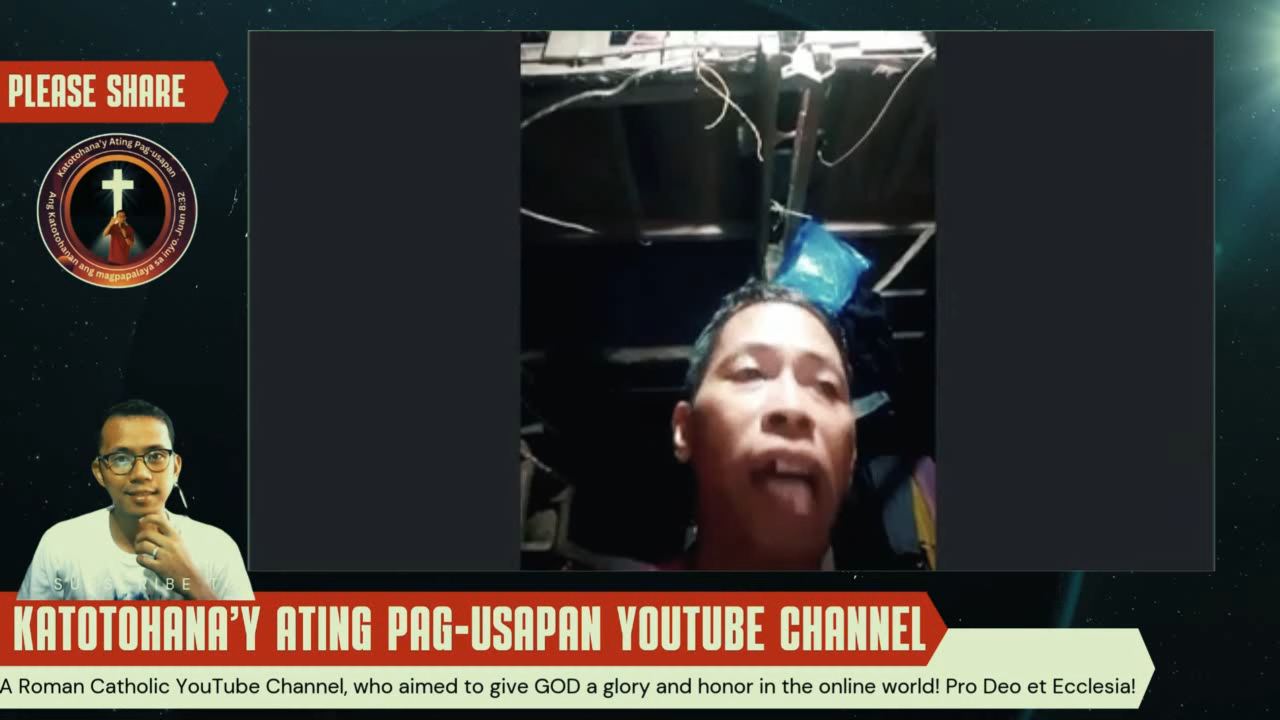 PLEASE SHARE
Katotohana'y Ating Pag-usapan
Ang Katotohanan ang magpapalaya sa inyo. Juan 8:32
KATOTOHANA'Y ATING PAG-USAPAN YOUTUBE CHANNEL
A Roman Catholic YouTube Channel, who aimed to give GOD a glory and honor in the online world! Pro Deo et Ecclesia!